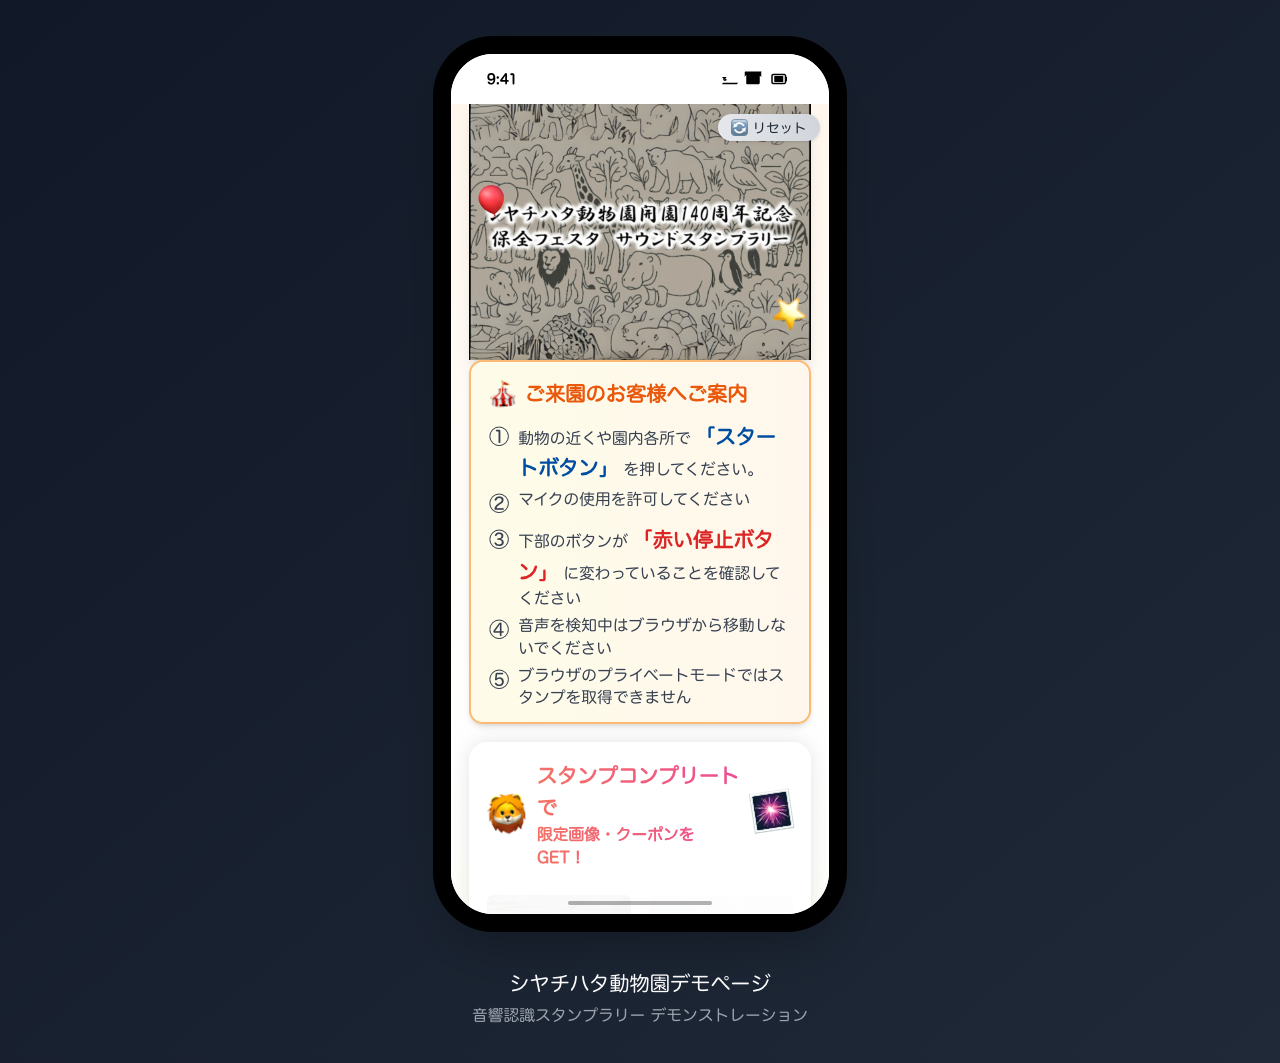 9:41
リセット
シヤチハタ動物園開園140周年記念
保全フェスタ サウンドスタンプラリー
ご来園のお客様へご案内
① 動物の近くや園内各所で 「スター
トボタン」 を押してください。
② マイクの使用を許可してください
③ 下部のボタンが 「赤い停止ボタ
ン」 に変わっていることを確認して
ください
④ 音声を検知中はブラウザから移動しな
いでください
⑤ ブラウザのプライベートモードではス
タンプを取得できません
スタンプコンプリート
で
限定画像・クーポンを
GET！
シヤチハタ動物園デモページ
音響認識スタンプラリー デモンストレーション